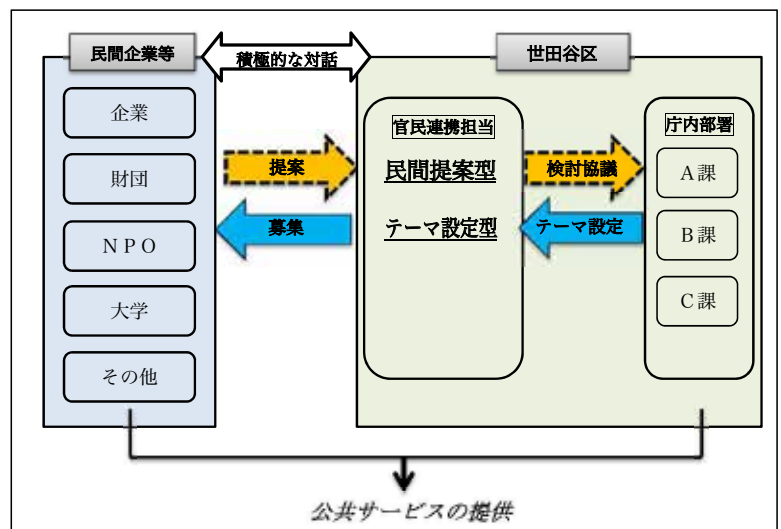 民間企業等
積極的な対話
世田谷区
企業
財団
ＮＰＯ
大学
その他
提案
募集
官民連携担当
民間提案型
テーマ設定型
検討協議
テーマ設定
庁内部署
Ａ課
Ｂ課
Ｃ課
公共サービスの提供